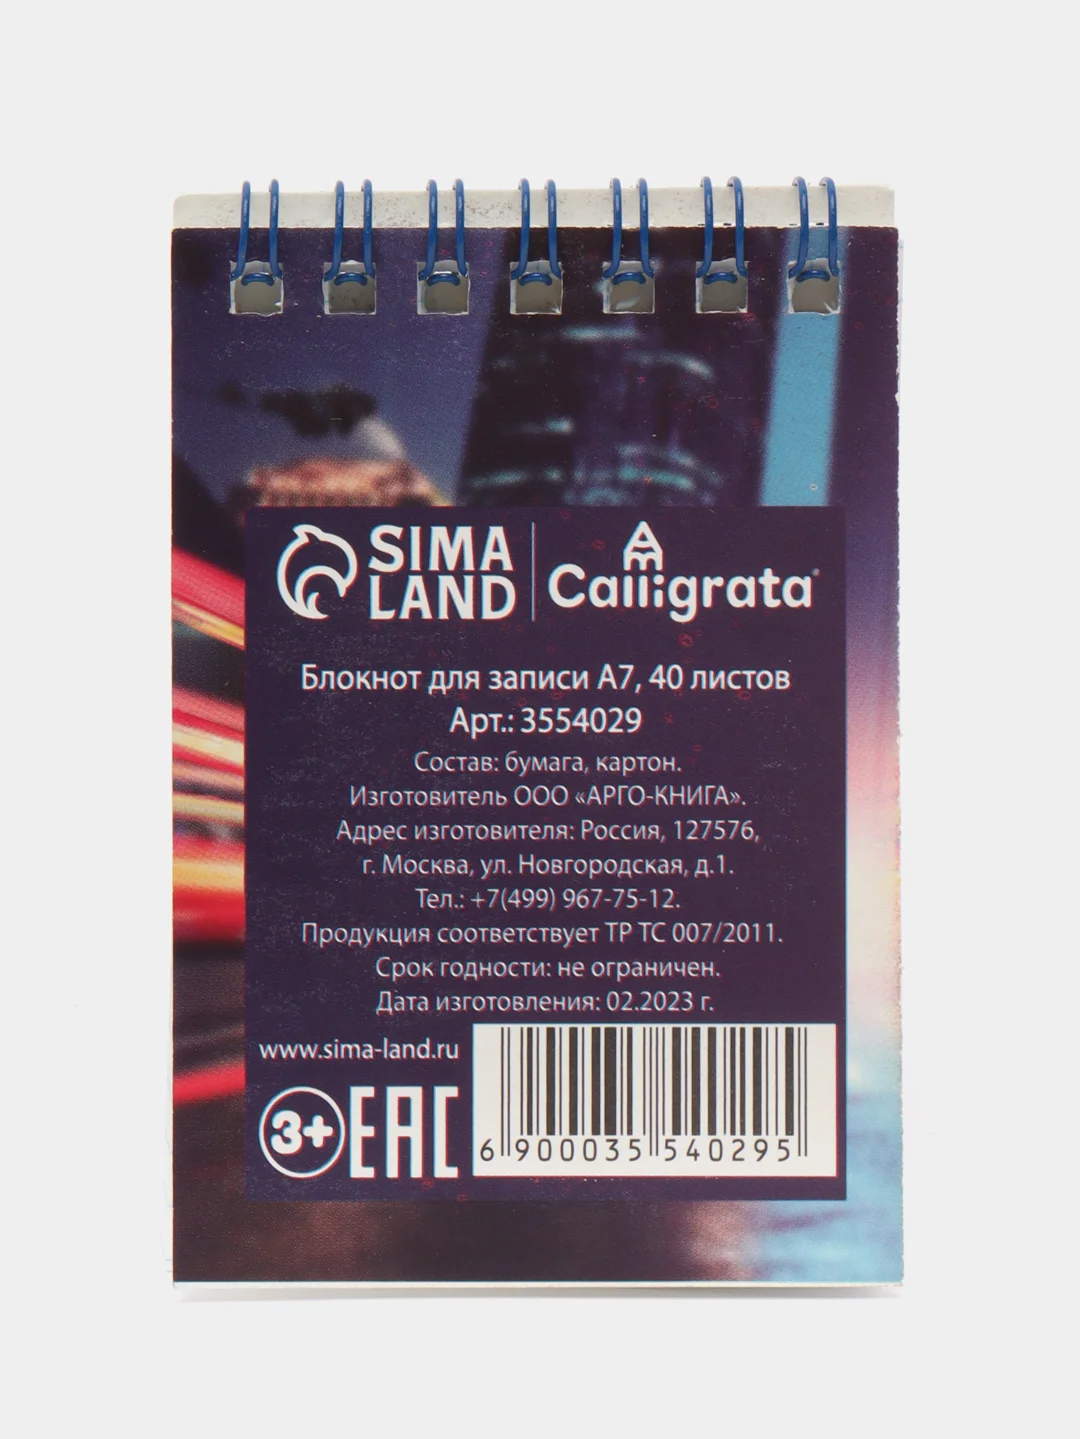 SIMA
LAND
Calligrata
Блокнот для записи А7, 40 листов
Арт.: 3554029
Состав: бумага, картон.
Изготовитель ООО «АРГО-КНИГА».
Адрес изготовителя: Россия, 127576,
г. Москва, ул. Новгородская, д.1.
Тел.: +7(499) 967-75-12.
Продукция соответствует ТР ТС 007/2011.
Срок годности: не ограничен.
Дата изготовления: 02.2023 г.
www.sima-land.ru
3+ EAC
6 900035 540295